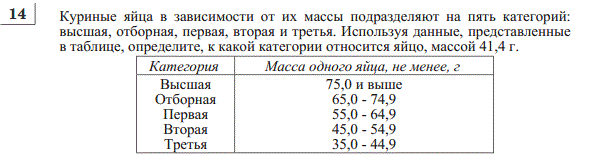 14
Куриные яйца в зависимости от их массы подразделяют на пять категорий:
высшая, отборная, первая, вторая и третья. Используя данные, представленные
в таблице, определите, к какой категории относится яйцо, массой 41,4 г.
Категория Масса одного яйца, не менее, г
Высшая 75,0 и выше
Отборная 65,0 - 74,9
Первая 55,0 - 64,9
Вторая 45,0 - 54,9
Третья 35,0 - 44,9